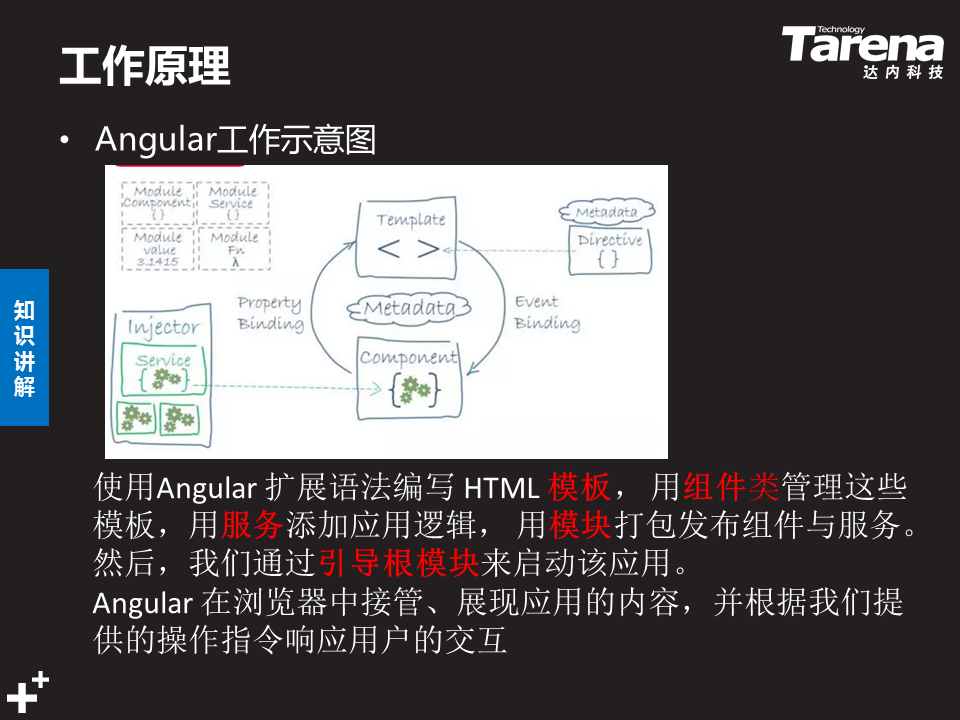 工作原理
Technology
Tarena
达内科技
• Angular工作示意图
Module
Component
{ }
Module
Service
{ }
Module
value
3.1415
Module
Fn
λ
Template
< >
Metadata
Directive
{ }
Property
Binding
Metadata
Event
Binding
Injector
Service
{ }
Component
{ }
知
识
讲
解
使用Angular 扩展语法编写 HTML 模板， 用组件类管理这些
模板，用服务添加应用逻辑， 用模块打包发布组件与服务。
然后，我们通过引导根模块来启动该应用。
Angular 在浏览器中接管、展现应用的内容，并根据我们提
供的操作指令响应用户的交互